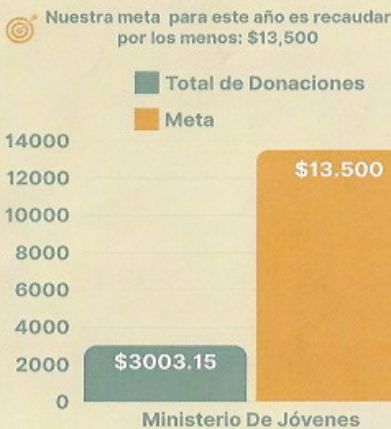 Nuestra meta para este año es recaudar
por los menos: $13,500
Total de Donaciones
Meta
14000
12000
10000
8000
6000
4000
2000
0
$3003.15
$13.500
Ministerio De Jóvenes